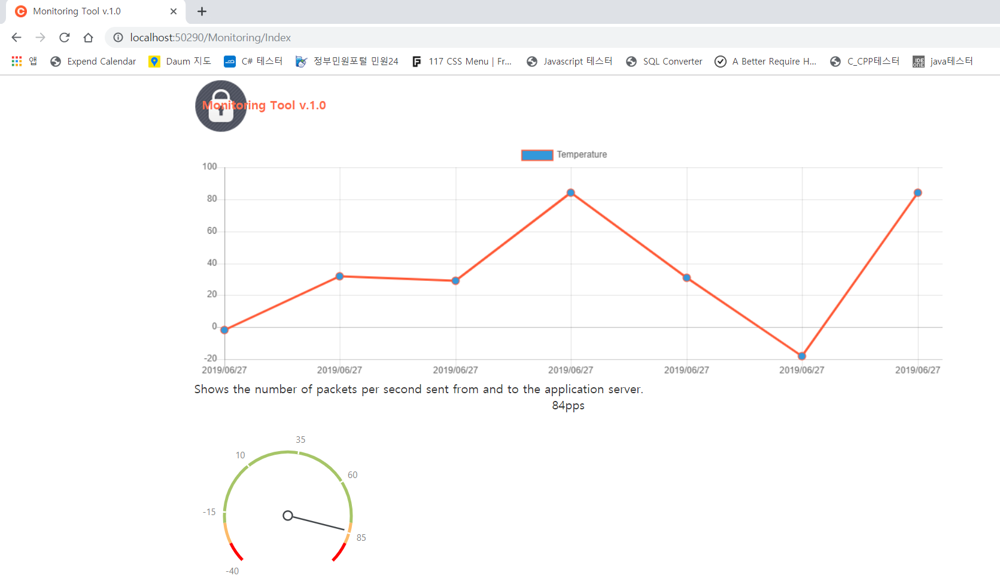 Monitoring Tool v.1.0
localhost:50290/Monitoring/Index
앱 Expend Calendar Daum 지도 C# 테스터 정부민원포털 민원24 117 CSS Menu | Fr... Javascript 테스터 SQL Converter A Better Require H... C_CPP테스터 IDE ONE java테스터
Monitoring Tool v.1.0
Temperature
100
80
60
40
20
0
-20
2019/06/27 2019/06/27 2019/06/27 2019/06/27 2019/06/27 2019/06/27 2019/06/27
Shows the number of packets per second sent from and to the application server.
84pps
35
10
60
-15
85
-40